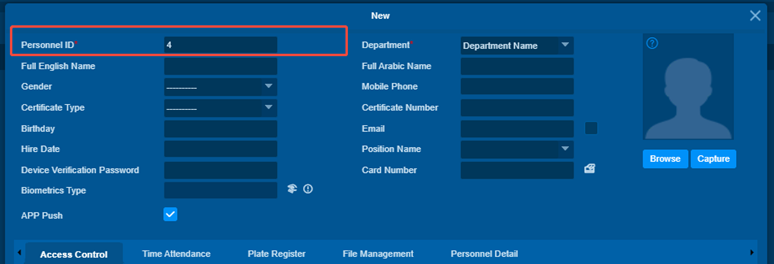 New
Personnel ID* 4 Department* Department Name
Full English Name Full Arabic Name
Gender ---------- Mobile Phone
Certificate Type ---------- Certificate Number
Birthday Email
Hire Date Position Name
Device Verification Password Card Number
Biometrics Type
APP Push
Browse Capture
Access Control Time Attendance Plate Register File Management Personnel Detail